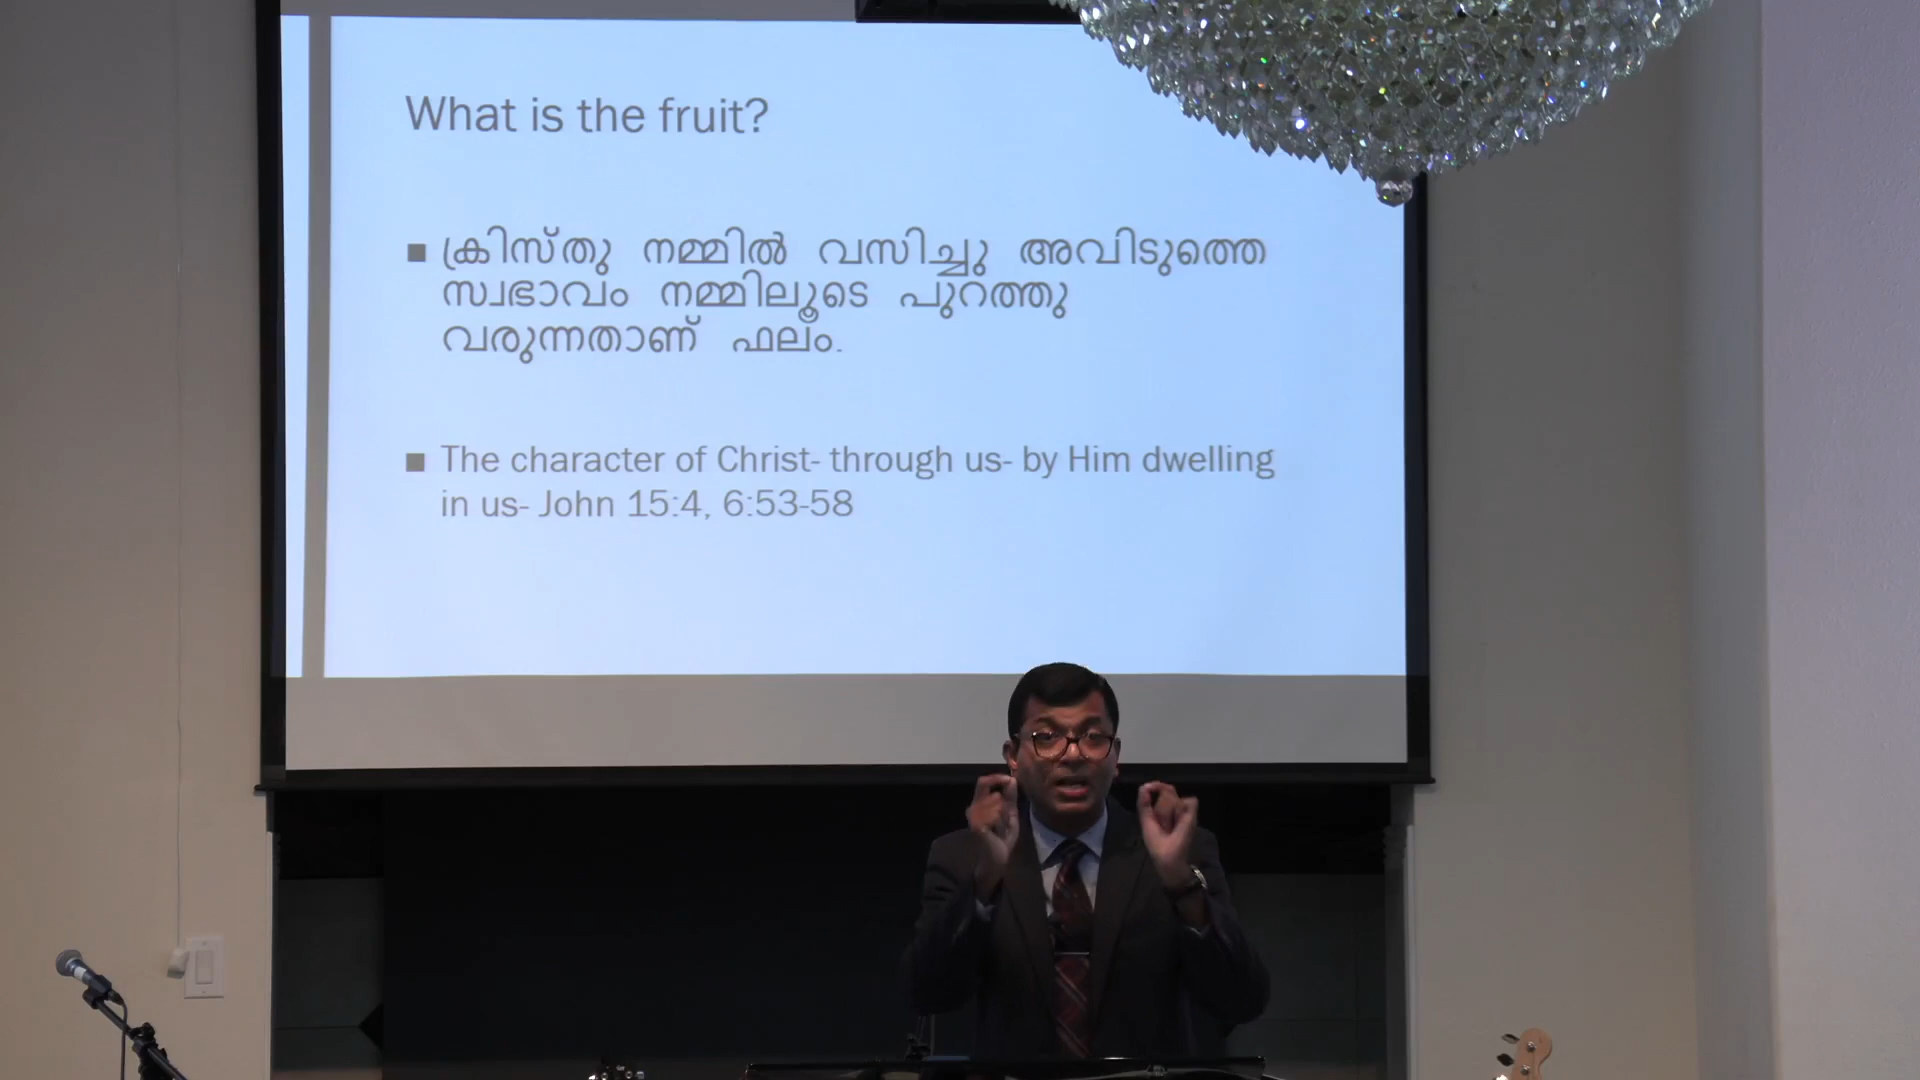 What is the fruit?
■ ക്രിസ്തു നമ്മിൽ വസിച്ചു അവിടുത്തെ
സ്വഭാവം നമ്മിലൂടെ പുറത്തു
വരുന്നതാണ് ഫലം.
■ The character of Christ- through us- by Him dwelling
in us- John 15:4, 6:53-58